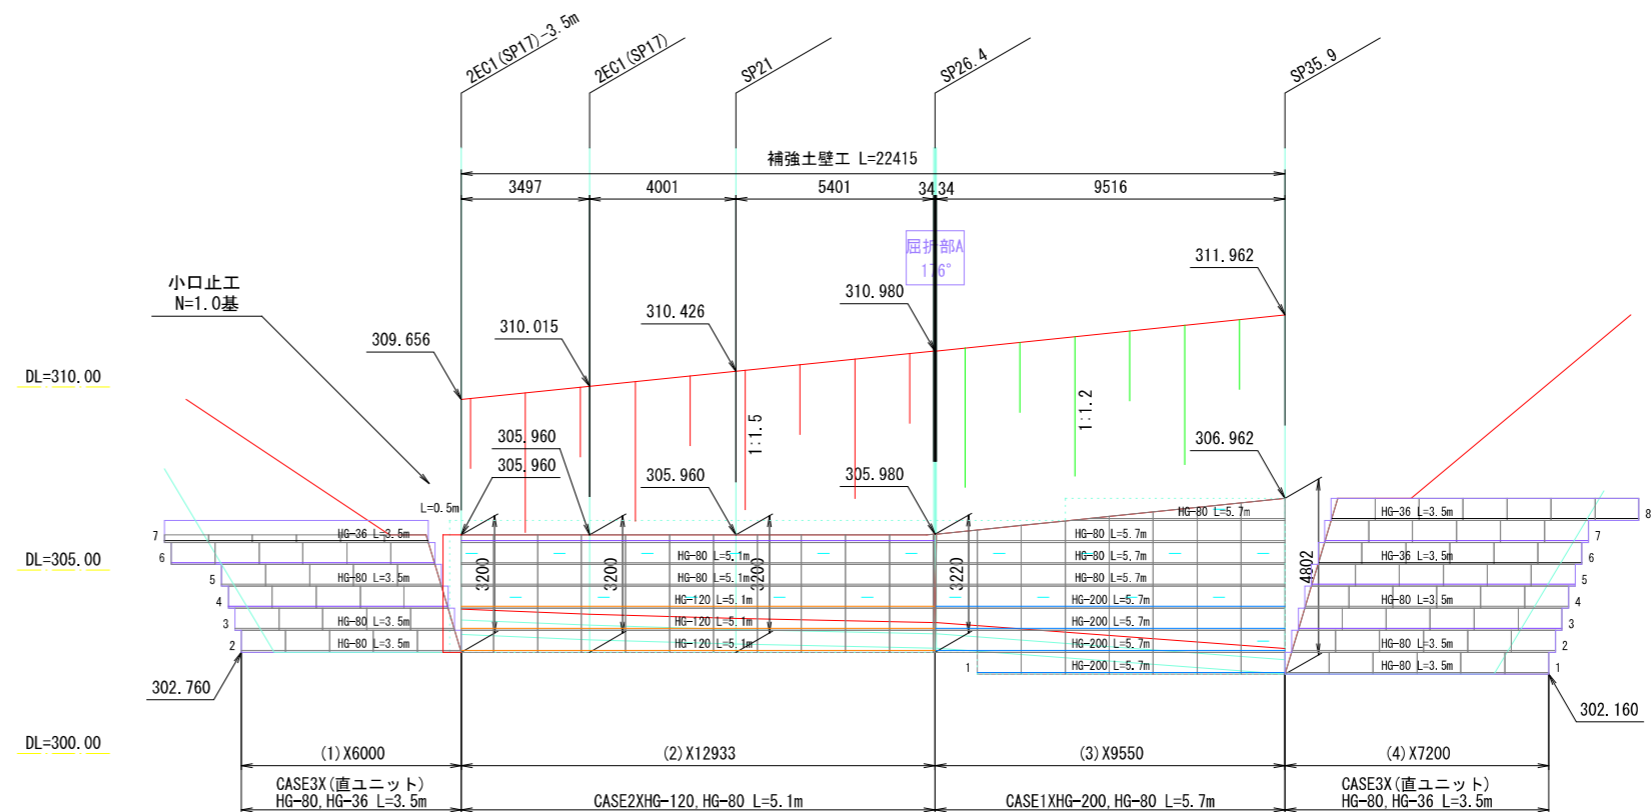 2EC1(SP17)-3.5m
2EC1(SP17)
SP21
SP26.4
SP35.9
補強土壁工 L=22415
3497
4001
5401
34 34
9516
屈折部A
176°
小口止工
N=1.0基
309.656
310.015
310.426
310.980
311.962
DL=310.00
1:1.5
1:1.2
305.960
305.960
305.960
305.980
306.962
L=0.5m
DL=305.00
3200
3200
3200
3220
4802
7
6
5
4
3
2
HG-36 L=3.5m
HG-80 L=3.5m
HG-80 L=3.5m
HG-80 L=3.5m
HG-80 L=5.1m
HG-80 L=5.1m
HG-120 L=5.1m
HG-120 L=5.1m
HG-120 L=5.1m
HG-80 L=5.7m
HG-80 L=5.7m
HG-80 L=5.7m
HG-80 L=5.7m
HG-200 L=5.7m
HG-200 L=5.7m
HG-200 L=5.7m
HG-200 L=5.7m
1
HG-36 L=3.5m
HG-36 L=3.5m
HG-80 L=3.5m
HG-80 L=3.5m
HG-80 L=3.5m
HG-80 L=3.5m
8
7
6
5
4
3
2
1
302.760
302.160
DL=300.00
(1)X6000
(2)X12933
(3)X9550
(4)X7200
CASE3X(直ユニット)
HG-80,HG-36 L=3.5m
CASE2XHG-120,HG-80 L=5.1m
CASE1XHG-200,HG-80 L=5.7m
CASE3X(直ユニット)
HG-80,HG-36 L=3.5m